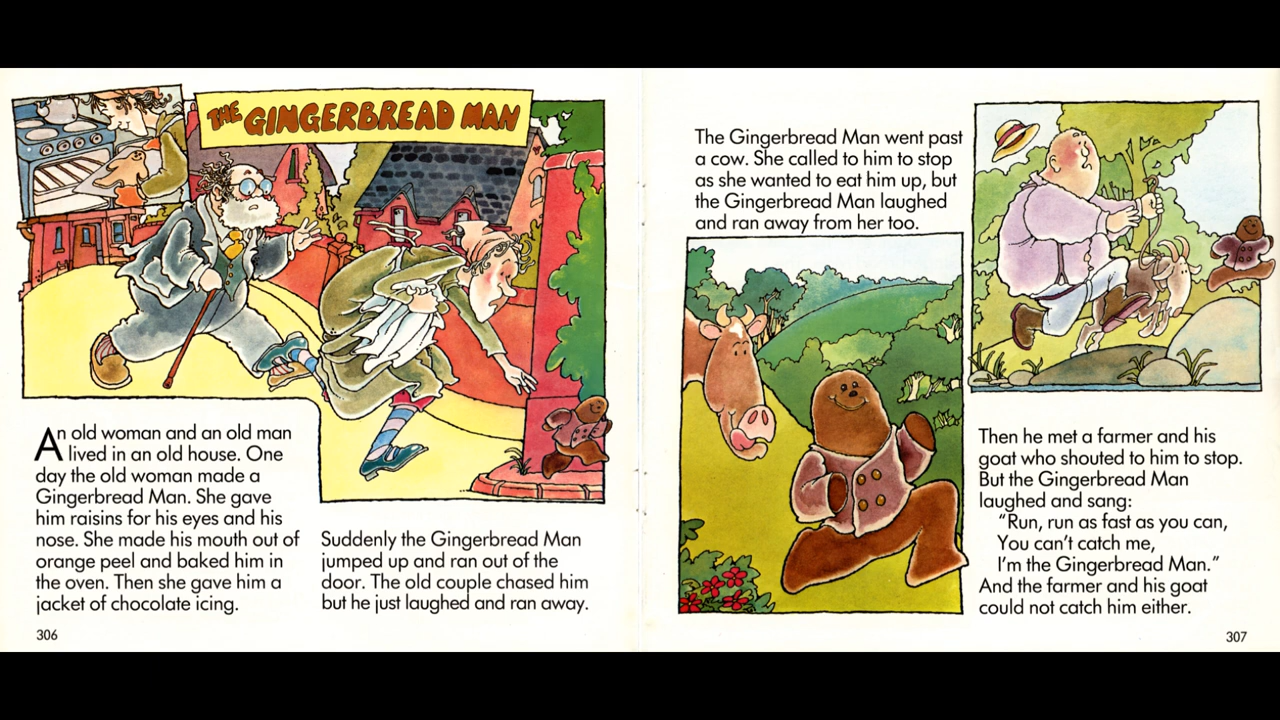 THE GINGERBREAD MAN
An old woman and an old man
lived in an old house. One
day the old woman made a
Gingerbread Man. She gave
him raisins for his eyes and his
nose. She made his mouth out of
orange peel and baked him in
the oven. Then she gave him a
jacket of chocolate icing.
Suddenly the Gingerbread Man
jumped up and ran out of the
door. The old couple chased him
but he just laughed and ran away.
306
The Gingerbread Man went past
a cow. She called to him to stop
as she wanted to eat him up, but
the Gingerbread Man laughed
and ran away from her too.
Then he met a farmer and his
goat who shouted to him to stop.
But the Gingerbread Man
laughed and sang:
“Run, run as fast as you can,
You can’t catch me,
I’m the Gingerbread Man.”
And the farmer and his goat
could not catch him either.
307